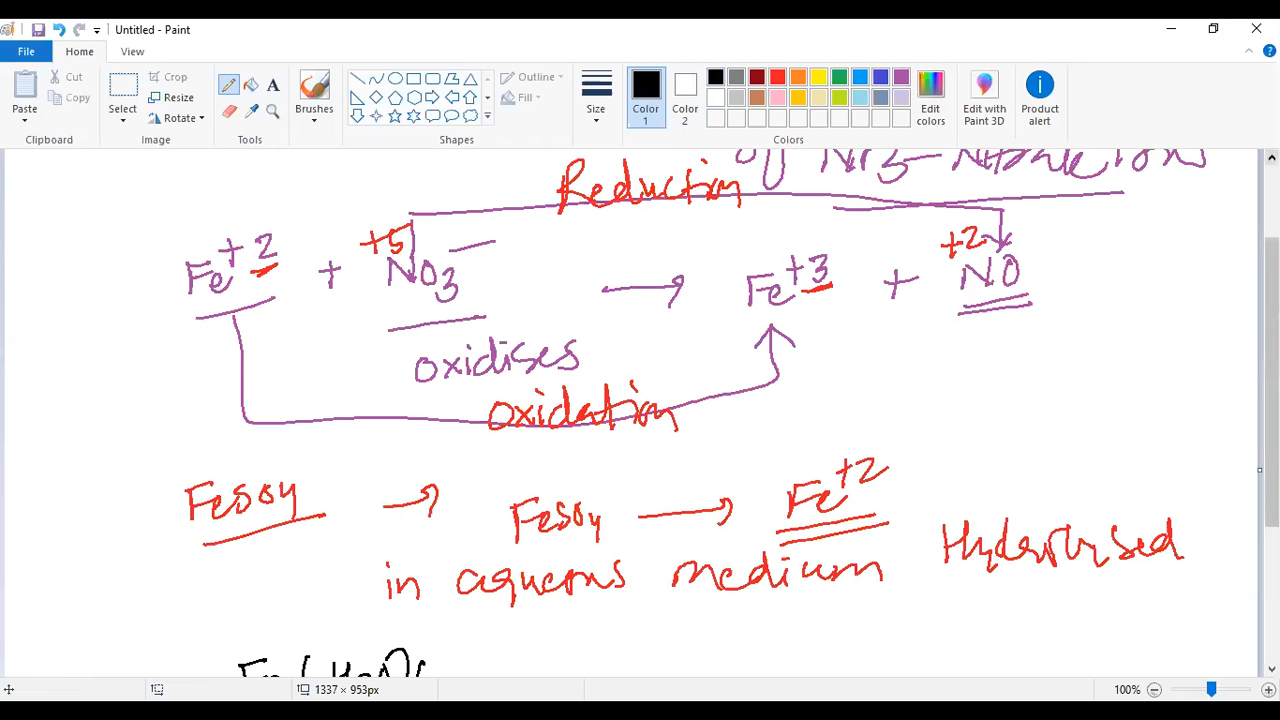 Untitled - Paint
File
Home
View
Paste
Cut
Copy
Clipboard
Select
Crop
Resize
Rotate
Image
Tools
Brushes
Shapes
Outline
Fill
Size
Color 1
Color 2
Edit colors
Edit with Paint 3D
Product alert
Colors
Reduction
+5
+2
Fe+2 + NO3– → Fe+3 + NO
oxidises
oxidation
FeSO4 → FeSO4 → Fe+2
in aqueous medium
1337 × 953px
100%